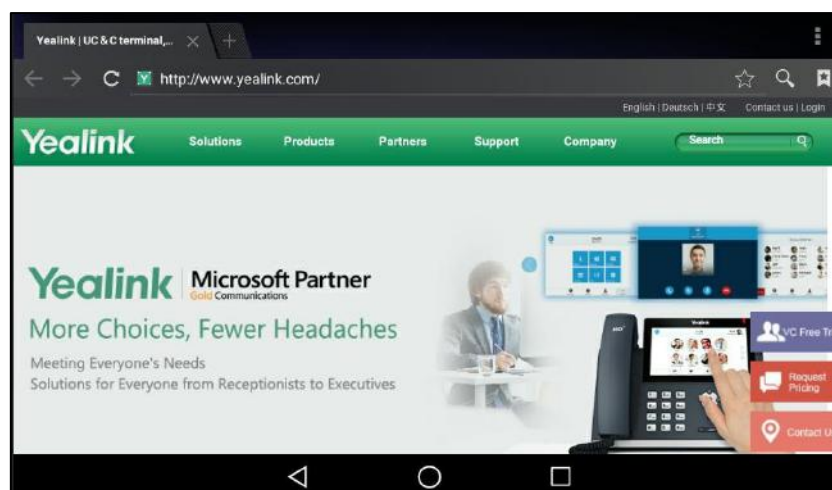 Yealink | UC & C terminal,...
http://www.yealink.com/
English | Deutsch | 中文 Contact us | Login
Yealink Solutions Products Partners Support Company Search
Yealink Microsoft Partner
Gold Communications
More Choices, Fewer Headaches
Meeting Everyone's Needs
Solutions for Everyone from Receptionists to Executives
Yealink
VC Free Tr
Request
Pricing
Contact U